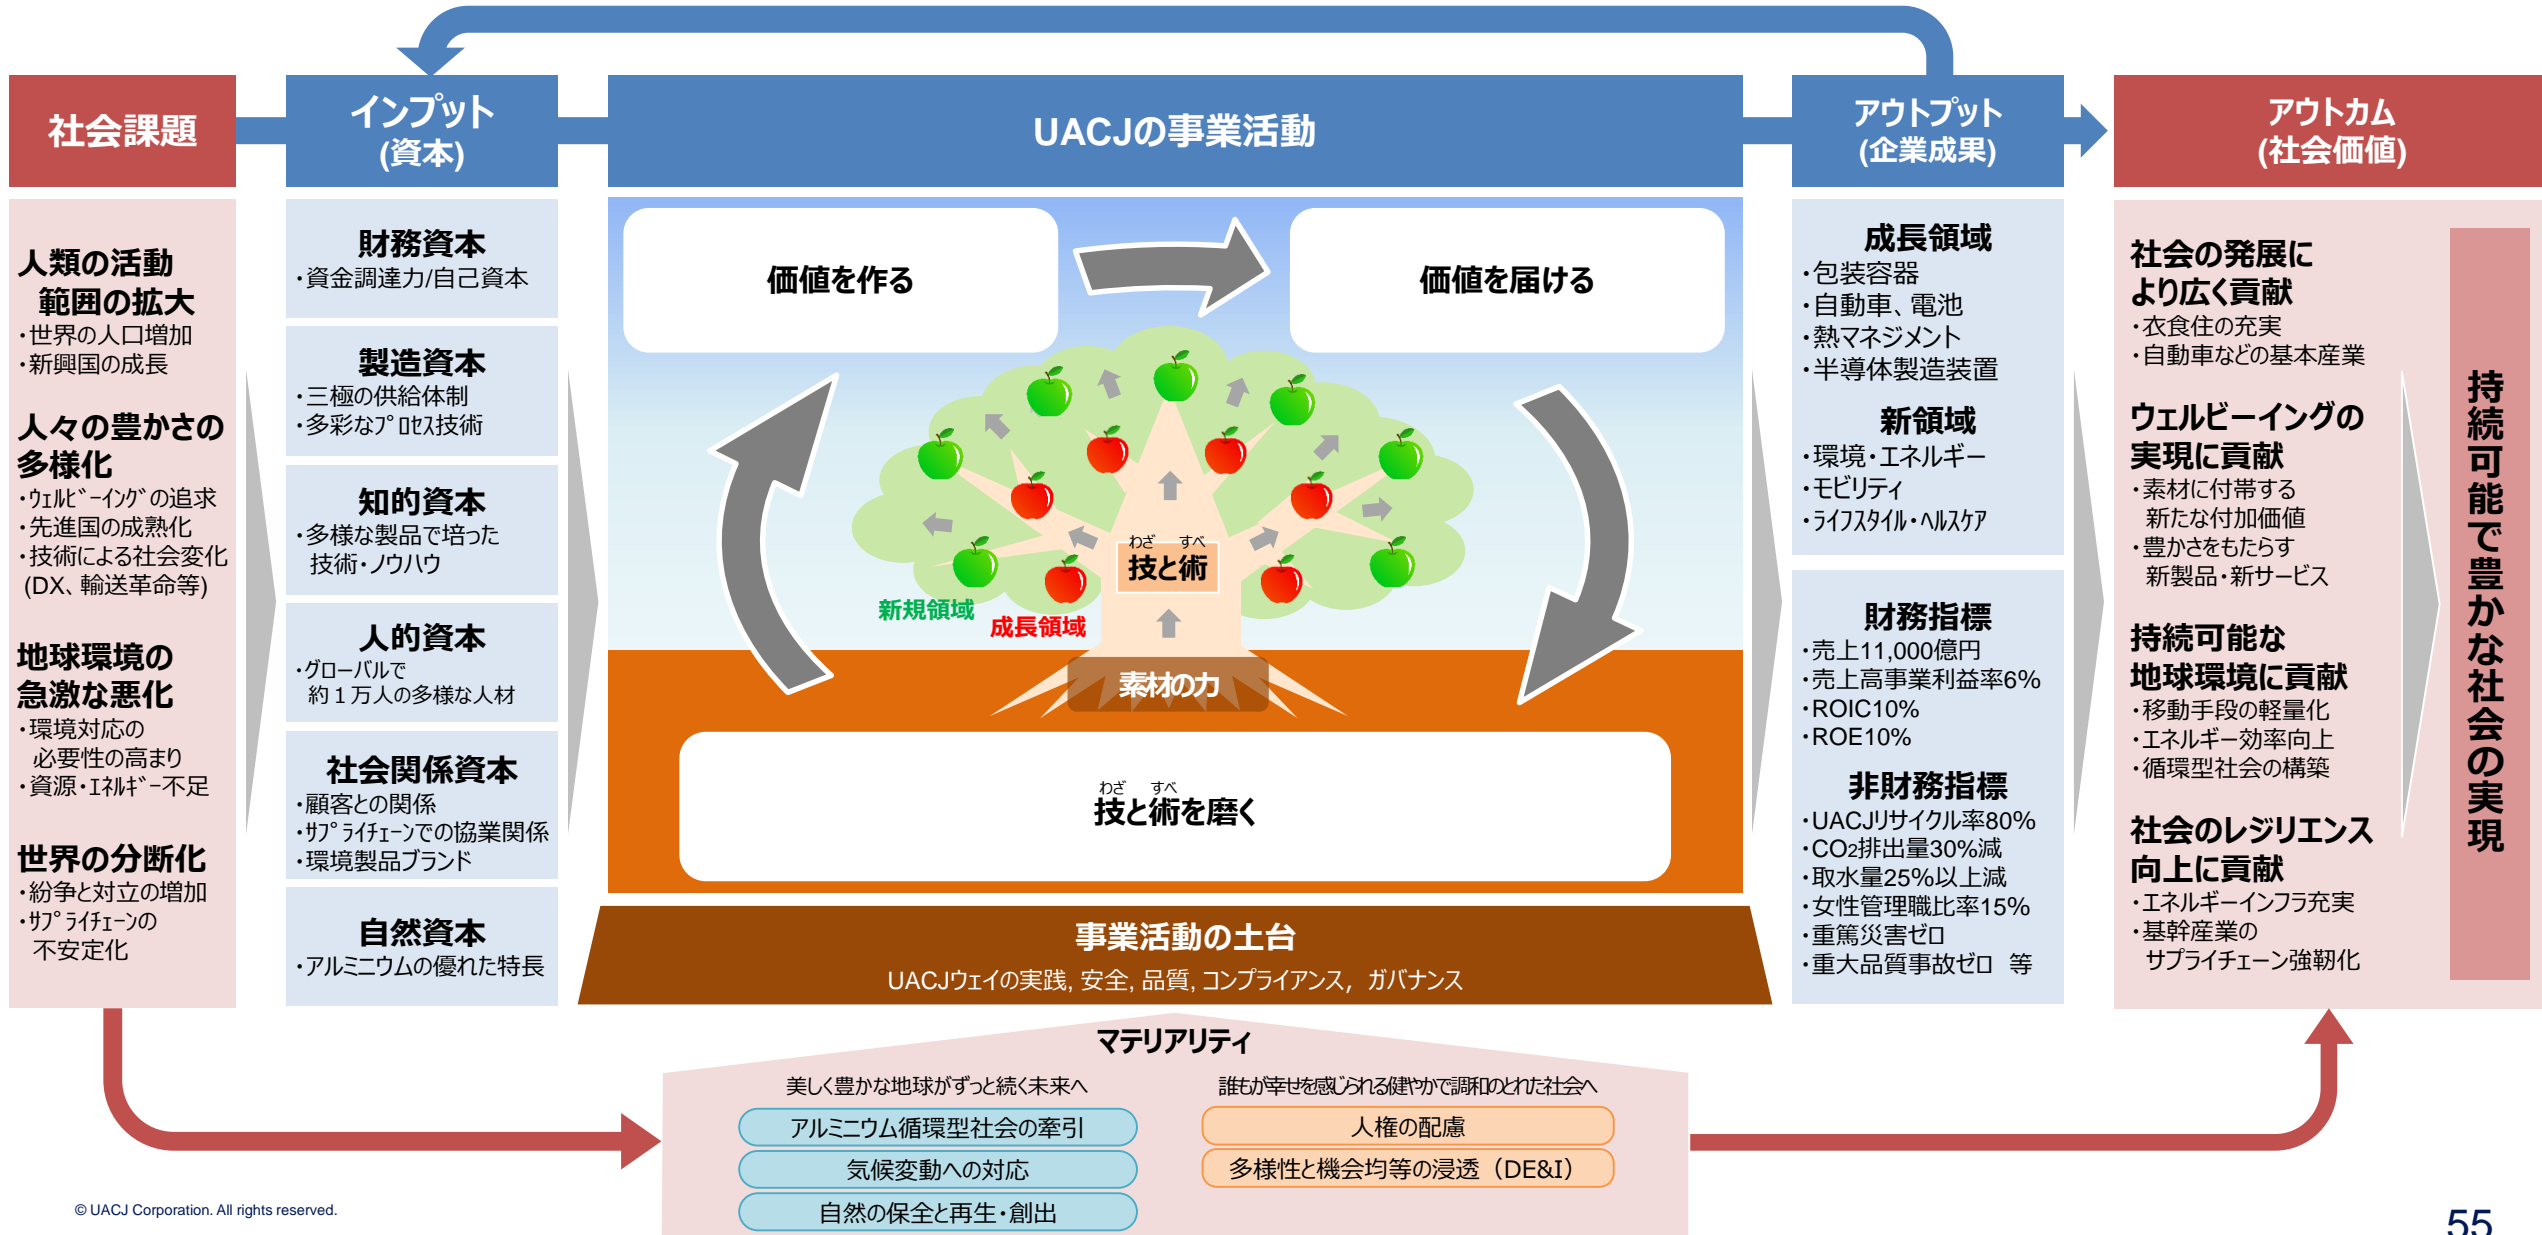 社会課題
インプット
(資本)
UACJの事業活動
アウトプット
(企業成果)
アウトカム
(社会価値)
人類の活動
範囲の拡大
・世界の人口増加
・新興国の成長
人々の豊かさの
多様化
・ｳｪﾙﾋﾞｰｲﾝｸﾞの追求
・先進国の成熟化
・技術による社会変化
(DX、輸送革命等)
地球環境の
急激な悪化
・環境対応の
必要性の高まり
・資源・ｴﾈﾙｷﾞｰ不足
世界の分断化
・紛争と対立の増加
・ｻﾌﾟﾗｲﾁｪｰﾝの
不安定化
財務資本
・資金調達力/自己資本
製造資本
・三極の供給体制
・多彩なﾌﾟﾛｾｽ技術
知的資本
・多様な製品で培った
技術・ノウハウ
人的資本
・グローバルで
約１万人の多様な人材
社会関係資本
・顧客との関係
・ｻﾌﾟﾗｲﾁｪｰﾝでの協業関係
・環境製品ブランド
自然資本
・アルミニウムの優れた特長
価値を作る
価値を届ける
わざ すべ
技と術
新規領域
成長領域
素材の力
わざ すべ
技と術を磨く
事業活動の土台
UACJウェイの実践, 安全, 品質, コンプライアンス, ガバナンス
成長領域
・包装容器
・自動車、電池
・熱マネジメント
・半導体製造装置
新領域
・環境・エネルギー
・モビリティ
・ﾗｲﾌｽﾀｲﾙ・ﾍﾙｽｹｱ
財務指標
・売上11,000億円
・売上高事業利益率6%
・ROIC10%
・ROE10%
非財務指標
・UACJリサイクル率80%
・CO₂排出量30%減
・取水量25%以上減
・女性管理職比率15%
・重篤災害ゼロ
・重大品質事故ゼロ 等
社会の発展に
より広く貢献
・衣食住の充実
・自動車などの基本産業
ウェルビーイングの
実現に貢献
・素材に付帯する
新たな付加価値
・豊かさをもたらす
新製品・新サービス
持続可能な
地球環境に貢献
・移動手段の軽量化
・エネルギー効率向上
・循環型社会の構築
社会のレジリエンス
向上に貢献
・エネルギーインフラ充実
・基幹産業の
サプライチェーン強靭化
持続可能で豊かな社会の実現
マテリアリティ
美しく豊かな地球がずっと続く未来へ
アルミニウム循環型社会の牽引
気候変動への対応
自然の保全と再生・創出
誰もが幸せを感じられる健やかで調和のとれた社会へ
人権の配慮
多様性と機会均等の浸透（DE&I）
© UACJ Corporation. All rights reserved.
55